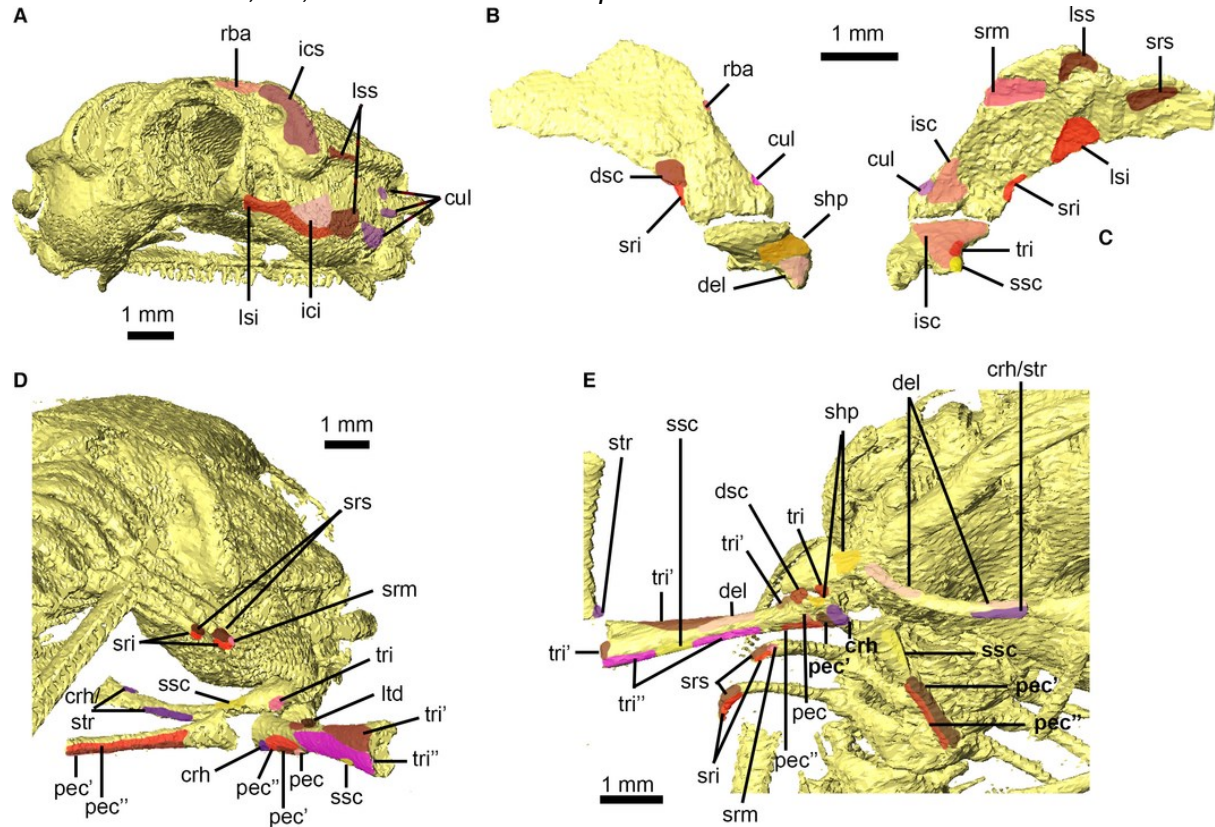 A
rba
ics
lss
cul
lsi
ici
1 mm
B
1 mm
rba
cul
dsc
sri
shp
del
srm
lss
srs
isc
cul
lsi
sri
C
tri
ssc
isc
D
1 mm
srs
srm
sri
tri
ssc
ltd
crh/
str
tri'
tri''
pec'
pec''
crh
pec''
pec'
pec
ssc
E
crh/str
del
shp
ssc
str
dsc
tri
tri'
tri'
del
tri'
tri''
crh
pec'
ssc
srs
pec
pec'
pec''
pec''
sri
srm
1 mm